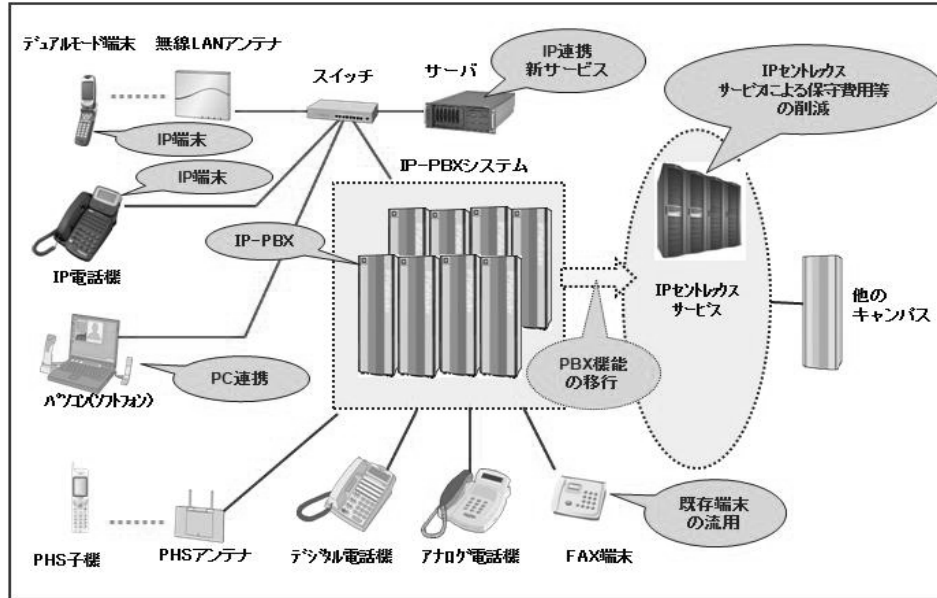 デュアルモード端末
無線LANアンテナ
スイッチ
サーバ
IP連携
新サービス
IPセントレックス
サービスによる保守費用等
の削減
IP端末
IP端末
IP-PBXシステム
IP-PBX
IP電話機
IPセントレックス
サービス
他の
キャンパス
PBX機能
の移行
PC連携
パソコン(ソフトフォン)
既存端末
の流用
PHS子機
PHSアンテナ
デジタル電話機
アナログ電話機
FAX端末